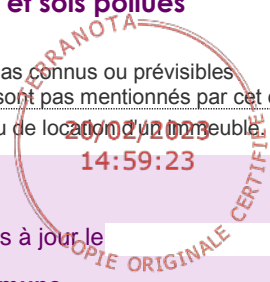 et sols pollués
as connus ou prévisibles
sont pas mentionnés par cet
u de location d'un immeuble.
TERRANOTA
20/02/2023
14:59:23
COPIE ORIGINALE CERTIFIÉE
s à jour le